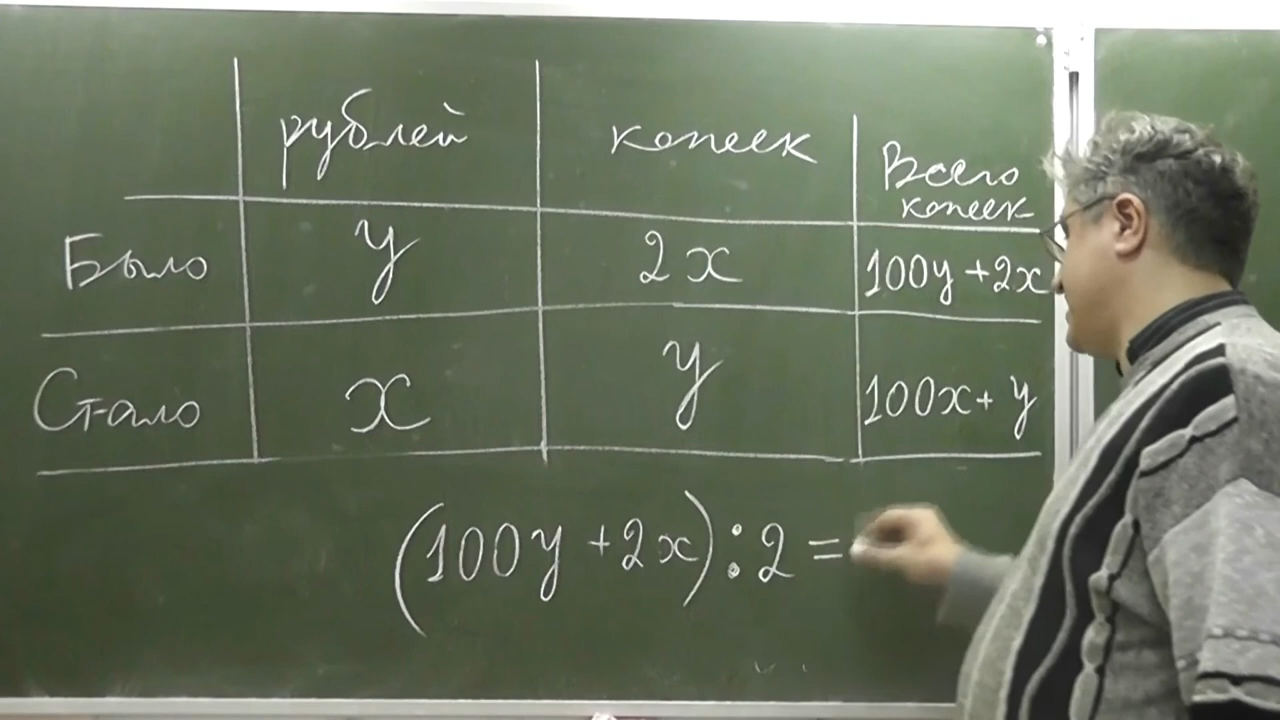 рублей копеек Всего копеек
Было y 2x 100y+2x
Стало x y 100x+y
(100y+2x):2=